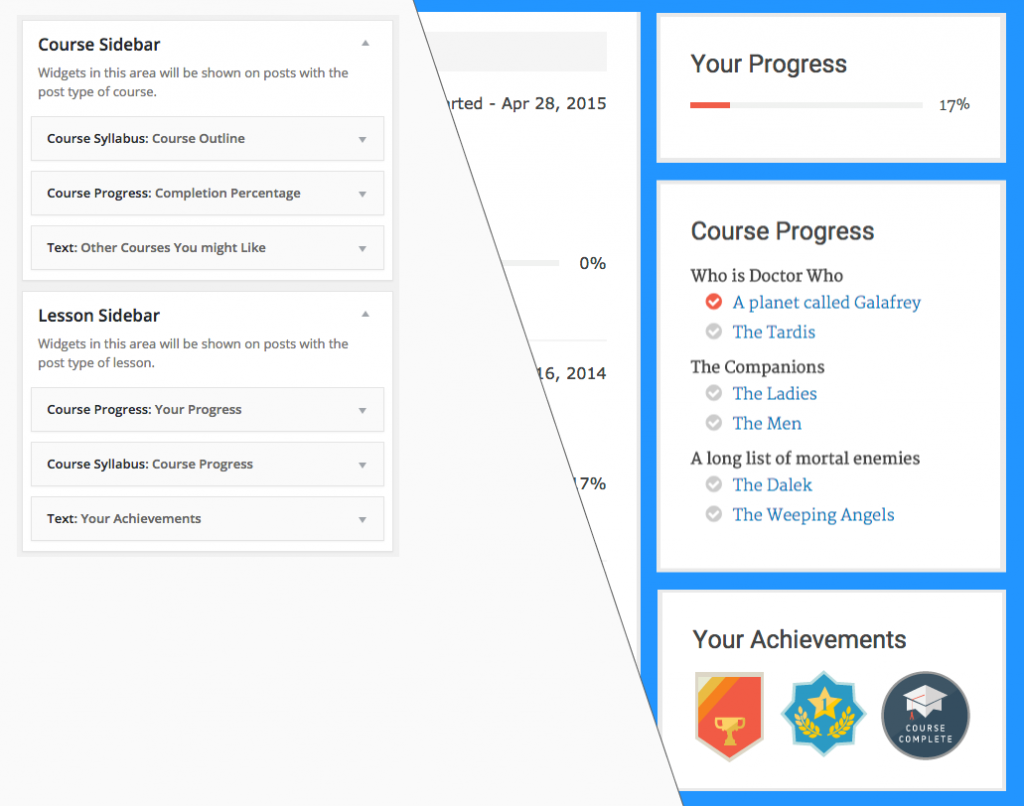 Course Sidebar
Widgets in this area will be shown on posts with the
post type of course.
Course Syllabus: Course Outline
Course Progress: Completion Percentage
Text: Other Courses You might Like
Lesson Sidebar
Widgets in this area will be shown on posts with the
post type of lesson.
Course Progress: Your Progress
Course Syllabus: Course Progress
Text: Your Achievements
rted - Apr 28, 2015
0%
16, 2014
17%
Your Progress
17%
Course Progress
Who is Doctor Who
A planet called Galafrey
The Tardis
The Companions
The Ladies
The Men
A long list of mortal enemies
The Dalek
The Weeping Angels
Your Achievements
1
COURSE
COMPLETE